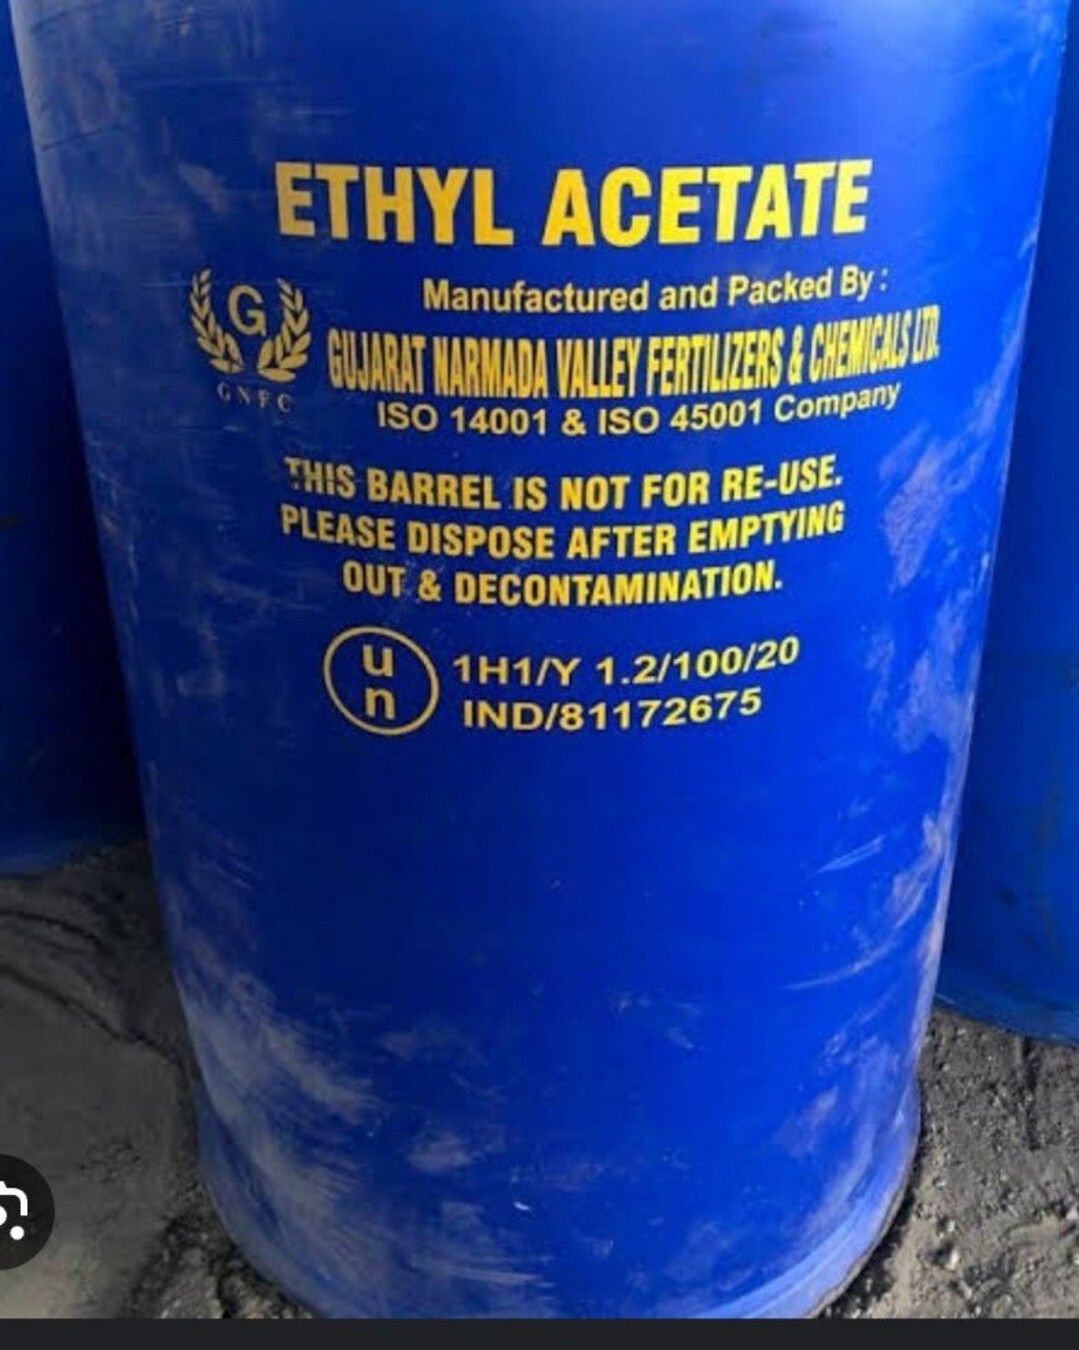 ETHYL ACETATE
Manufactured and Packed By :
G
GUJARAT NARMADA VALLEY FERTILIZERS & CHEMICALS LTD.
GNFC
ISO 14001 & ISO 45001 Company
THIS BARREL IS NOT FOR RE-USE.
PLEASE DISPOSE AFTER EMPTYING
OUT & DECONTAMINATION.
u
n
1H1/Y 1.2/100/20
IND/81172675